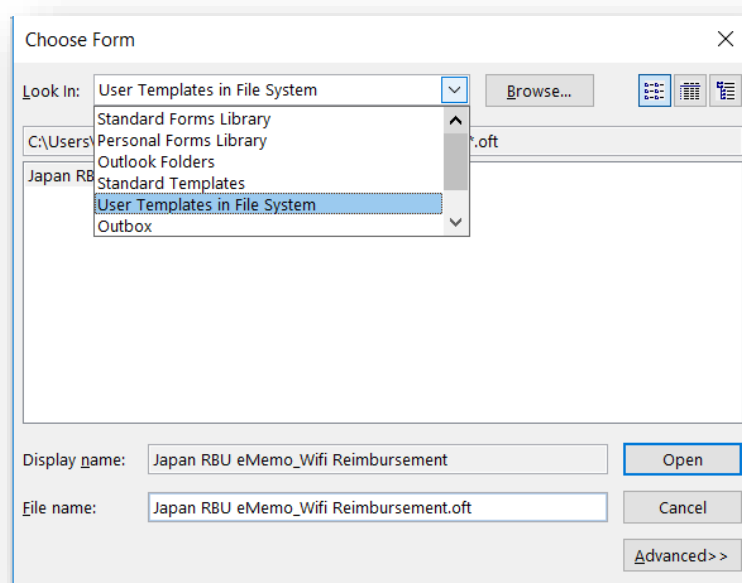 Choose Form
Look In: User Templates in File System Browse...
Standard Forms Library
C:\Users\ Personal Forms Library *.oft
Outlook Folders
Japan RB Standard Templates
User Templates in File System
Outbox
Display name: Japan RBU eMemo_Wifi Reimbursement Open
File name: Japan RBU eMemo_Wifi Reimbursement.oft Cancel
Advanced>>